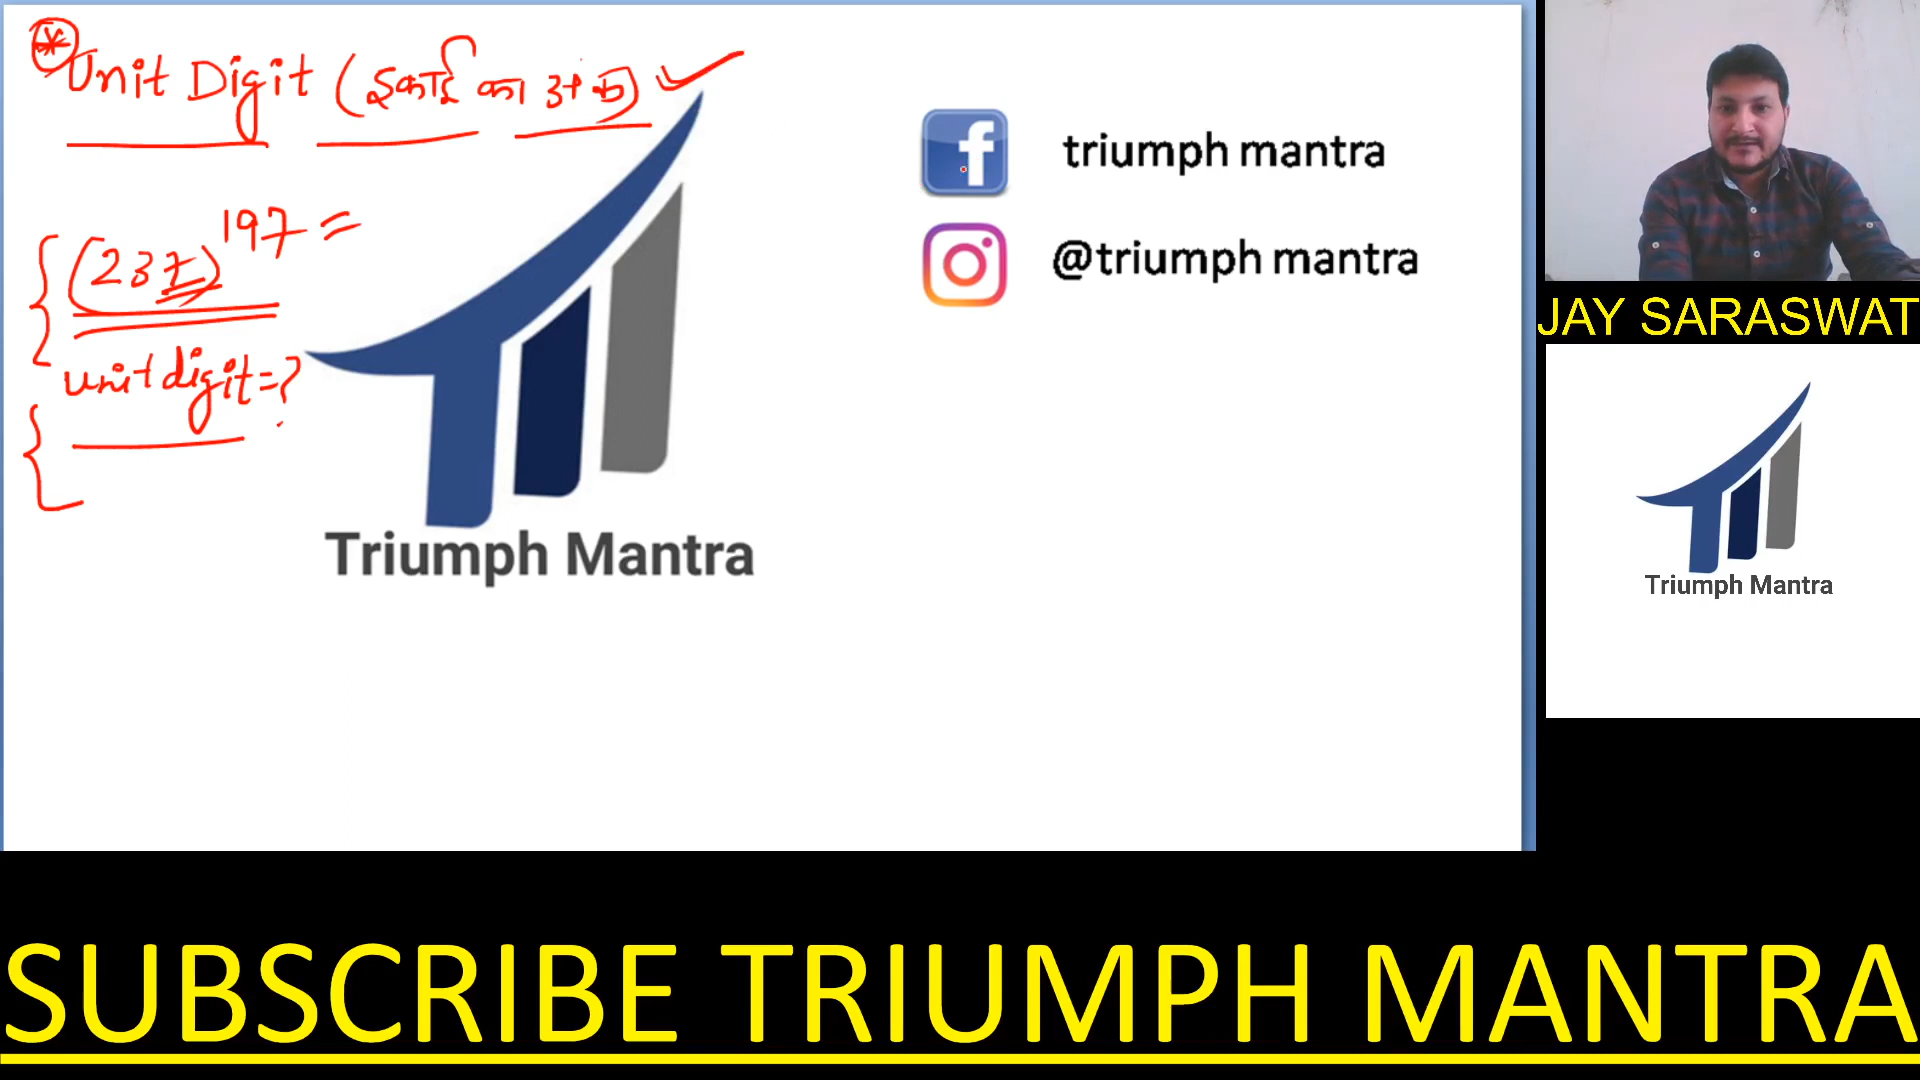 Unit Digit (इकाई का अंक)
(237)^197 =
unit digit = ?
Triumph Mantra
triumph mantra
@triumph mantra
JAY SARASWAT
Triumph Mantra
SUBSCRIBE TRIUMPH MANTRA